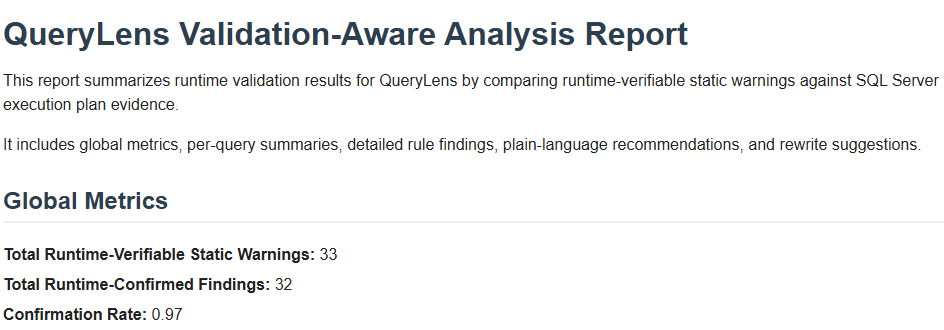 QueryLens Validation-Aware Analysis Report
This report summarizes runtime validation results for QueryLens by comparing runtime-verifiable static warnings against SQL Server
execution plan evidence.
It includes global metrics, per-query summaries, detailed rule findings, plain-language recommendations, and rewrite suggestions.
Global Metrics
Total Runtime-Verifiable Static Warnings: 33
Total Runtime-Confirmed Findings: 32
Confirmation Rate: 0.97